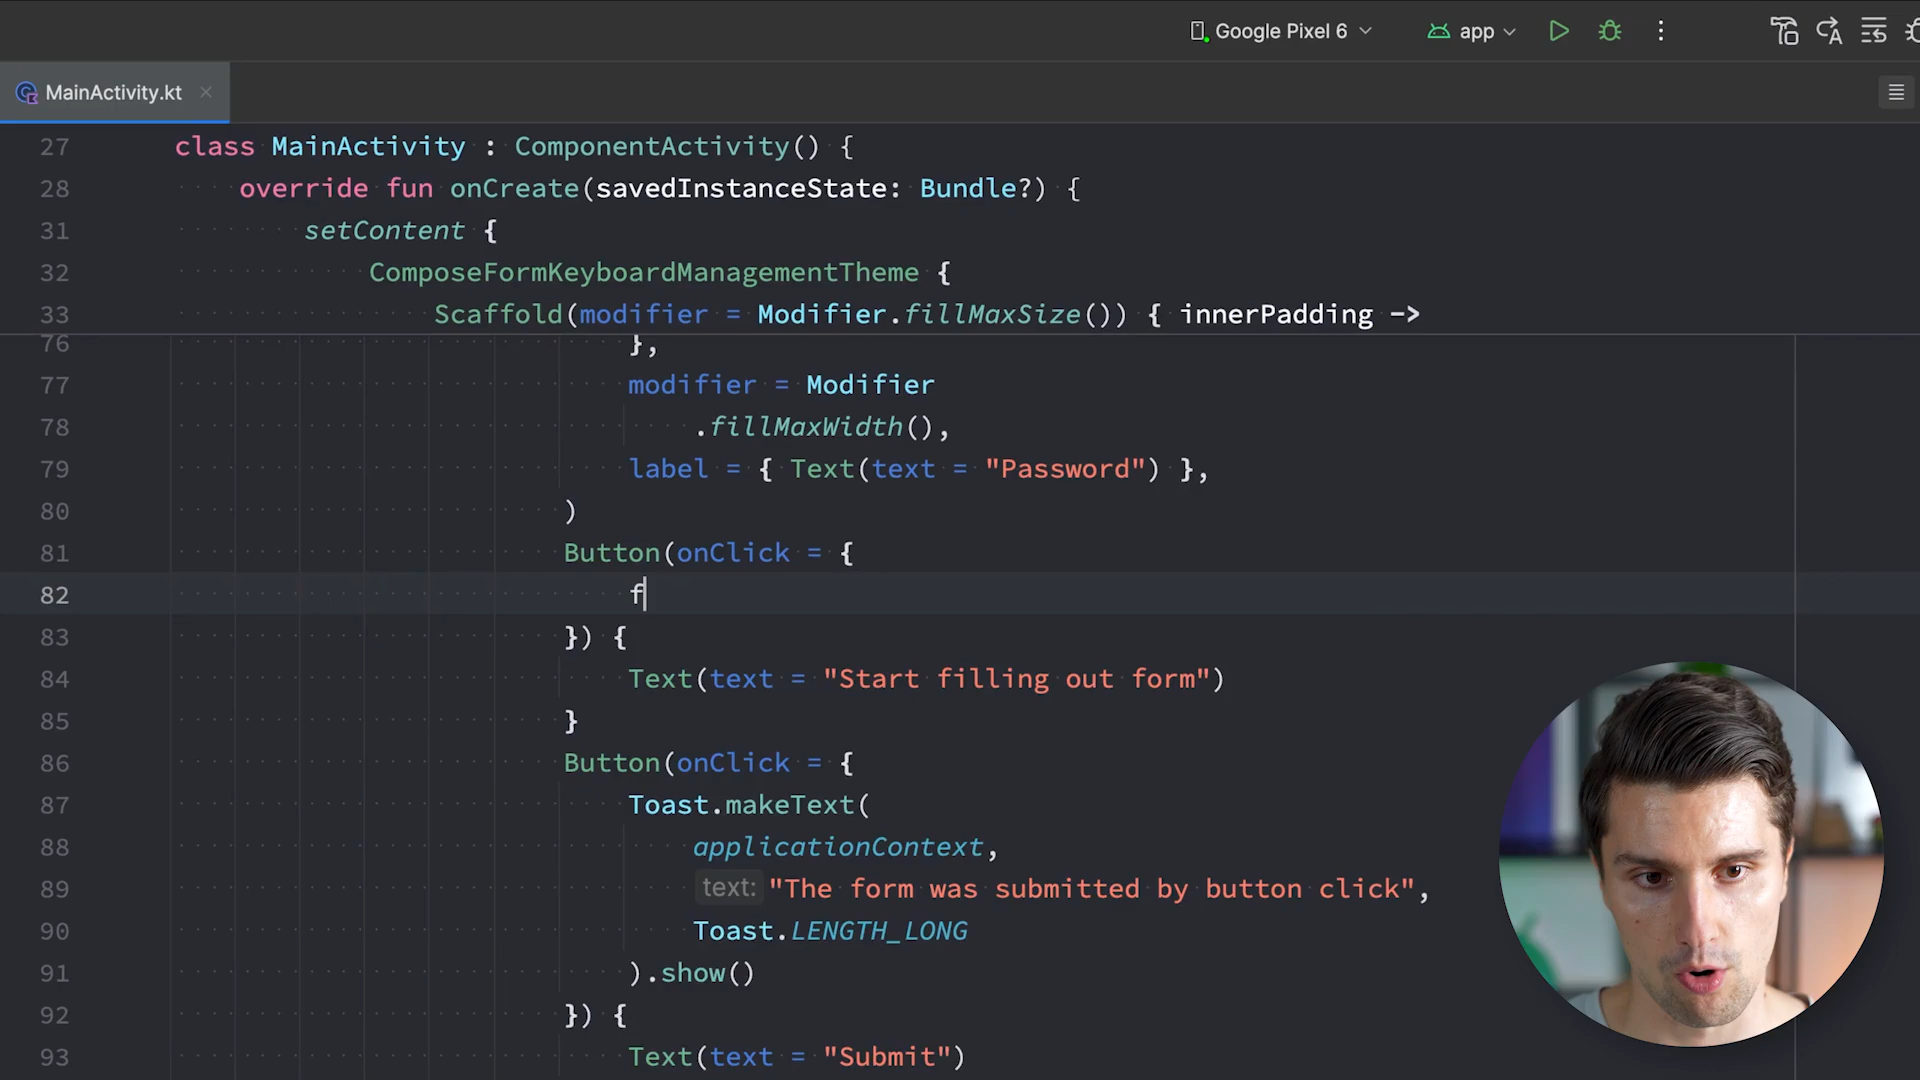 Google Pixel 6
app
MainActivity.kt
27 class MainActivity : ComponentActivity() {
28 override fun onCreate(savedInstanceState: Bundle?) {
31 setContent {
32 ComposeFormKeyboardManagementTheme {
33 Scaffold(modifier = Modifier.fillMaxSize()) { innerPadding ->
76 },
77 modifier = Modifier
78 .fillMaxWidth(),
79 label = { Text(text = "Password") },
80 )
81 Button(onClick = {
82 f
83 }) {
84 Text(text = "Start filling out form")
85 }
86 Button(onClick = {
87 Toast.makeText(
88 applicationContext,
89 text: "The form was submitted by button click",
90 Toast.LENGTH_LONG
91 ).show()
92 }) {
93 Text(text = "Submit")